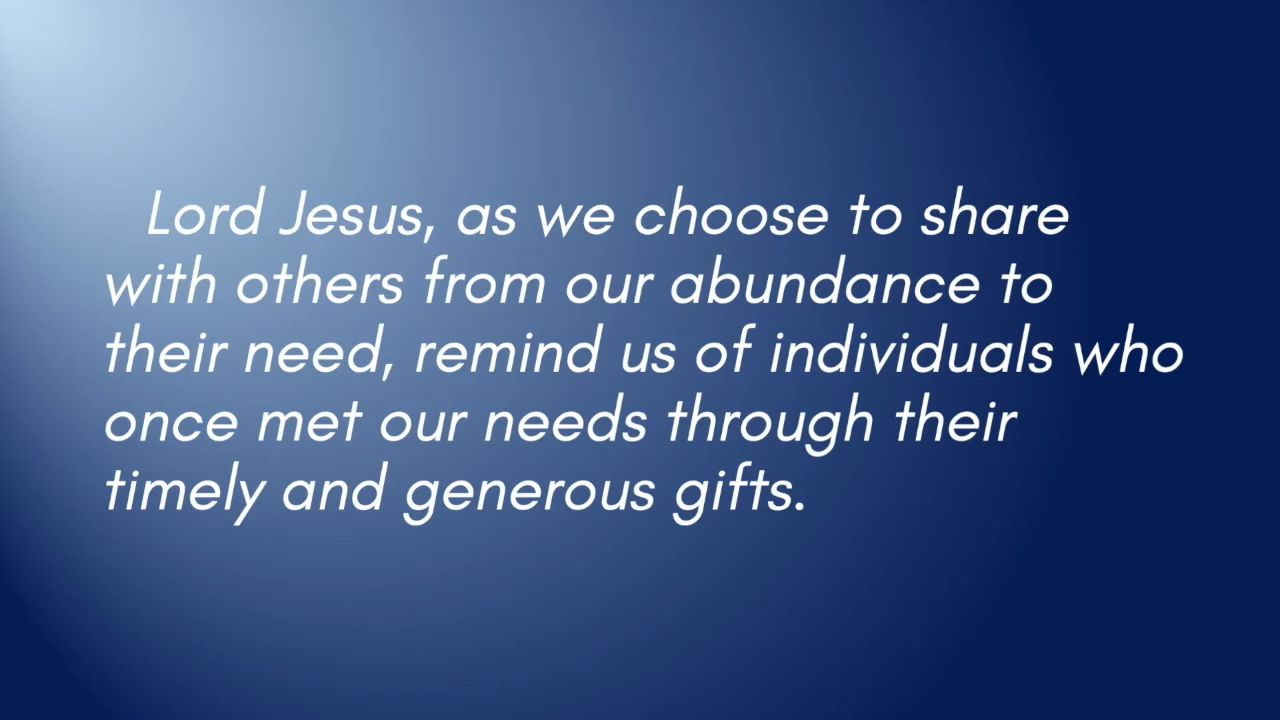 Lord Jesus, as we choose to share
with others from our abundance to
their need, remind us of individuals who
once met our needs through their
timely and generous gifts.